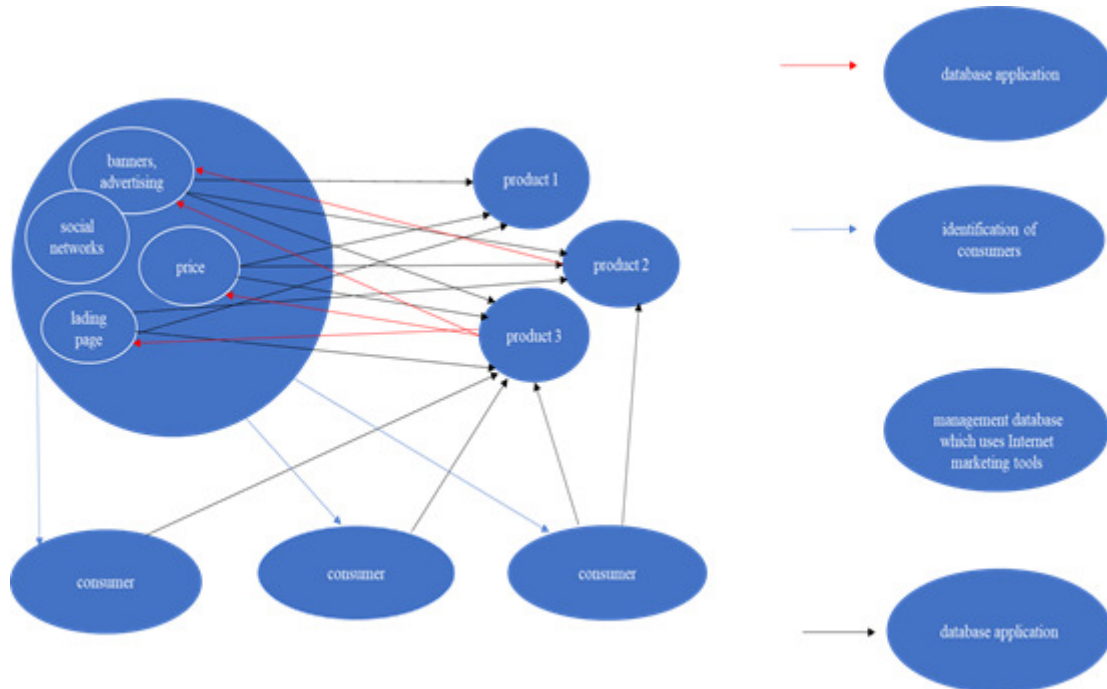 database application
banners,
advertising
product 1
social
networks
identification of
consumers
price
product 2
lading
page
product 3
management database
which uses Internet
marketing tools
consumer
consumer
consumer
database application